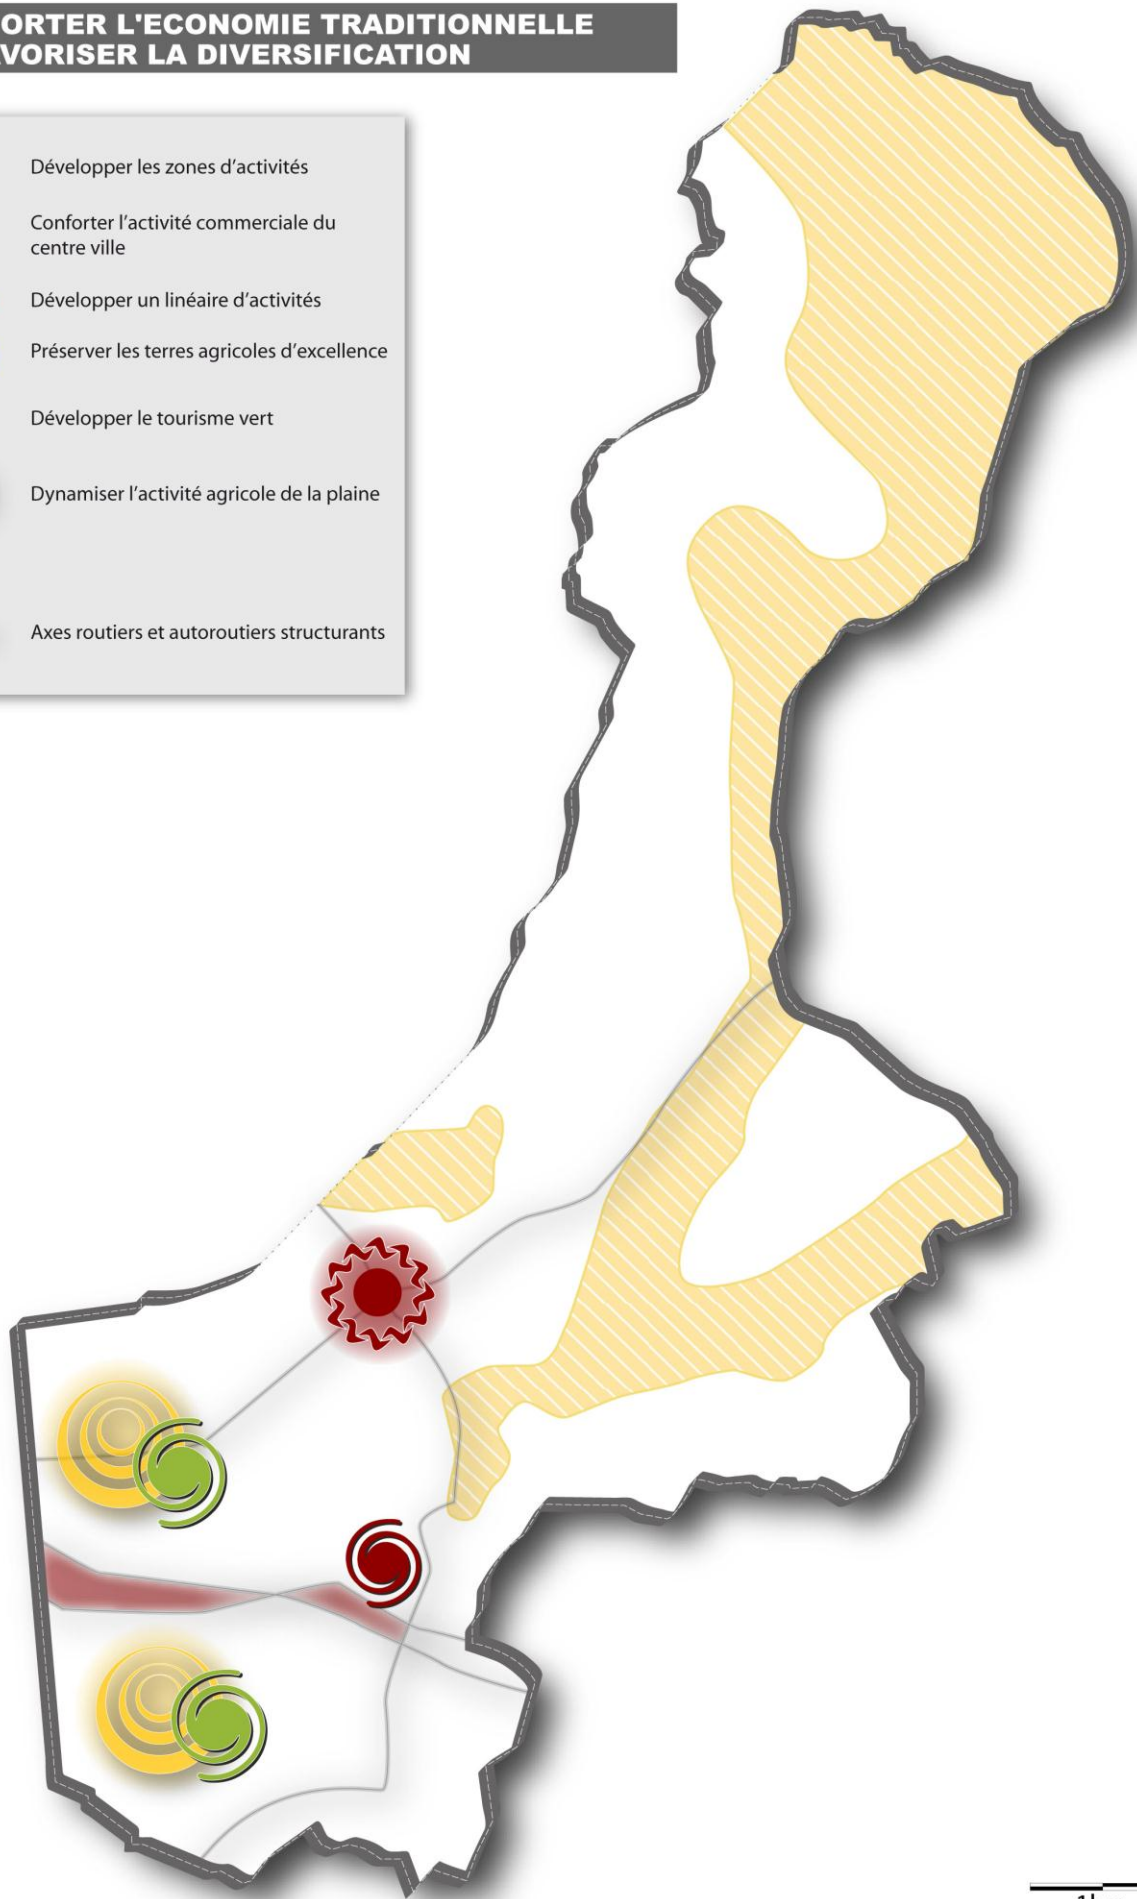 ORTER L'ECONOMIE TRADITIONNELLE
VORISER LA DIVERSIFICATION
Développer les zones d'activités
Conforter l'activité commerciale du
centre ville
Développer un linéaire d'activités
Préserver les terres agricoles d'excellence
Développer le tourisme vert
Dynamiser l'activité agricole de la plaine
Axes routiers et autoroutiers structurants